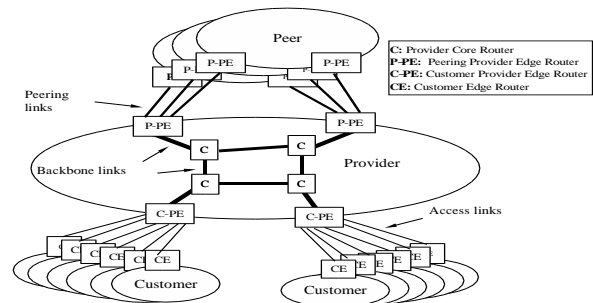 Peer
P-PE
P-PE
P-
P-
C: Provider Core Router
P-PE: Peering Provider Edge Router
C-PE: Customer Provider Edge Router
CE: Customer Edge Router
Peering
links
P-PE
P-PE
C
C
Provider
Backbone links
C
C
C-PE
C-PE
Access links
C
C
CE
CE
CE
CE
E
E
E
Customer
Customer